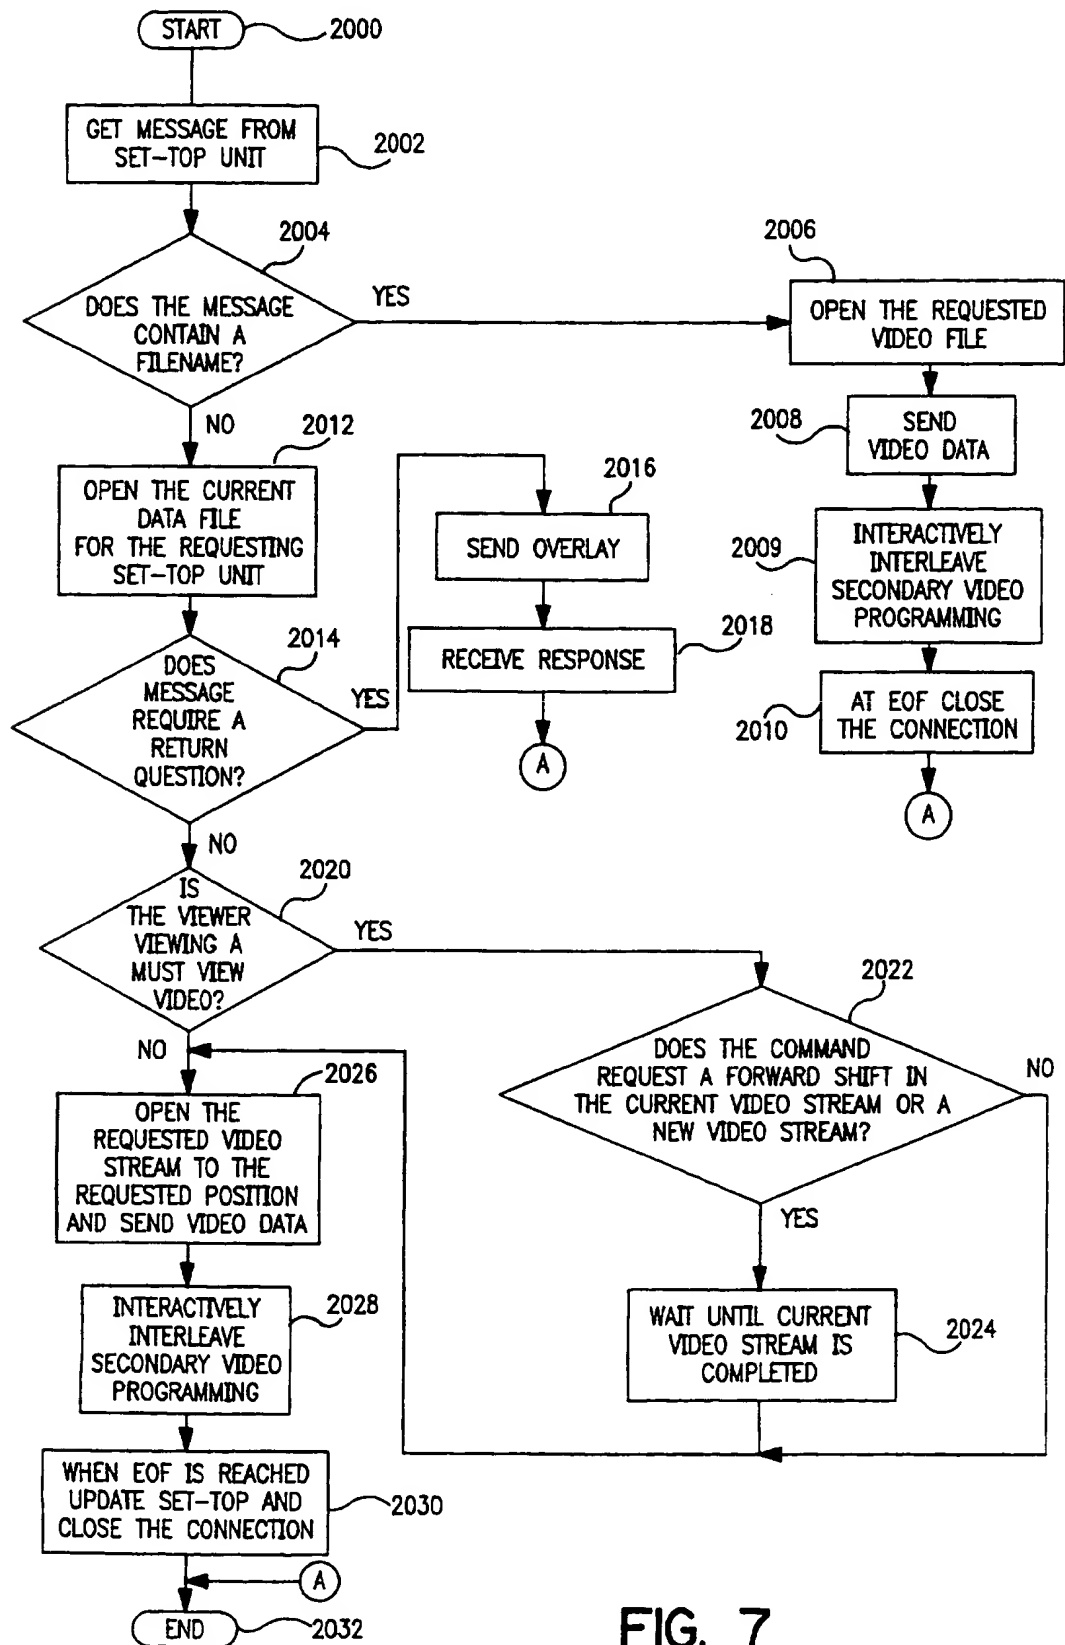 START
2000
GET MESSAGE FROM
SET-TOP UNIT
2002
2004
DOES THE MESSAGE
CONTAIN A
FILENAME?
YES
NO
2006
OPEN THE REQUESTED
VIDEO FILE
2008
SEND
VIDEO DATA
2009
INTERACTIVELY
INTERLEAVE
SECONDARY VIDEO
PROGRAMMING
2010
AT EOF CLOSE
THE CONNECTION
A
2012
OPEN THE CURRENT
DATA FILE
FOR THE REQUESTING
SET-TOP UNIT
2014
DOES
MESSAGE
REQUIRE A
RETURN
QUESTION?
YES
NO
2016
SEND OVERLAY
2018
RECEIVE RESPONSE
A
2020
IS
THE VIEWER
VIEWING A
MUST VIEW
VIDEO?
YES
NO
2022
DOES THE COMMAND
REQUEST A FORWARD SHIFT IN
THE CURRENT VIDEO STREAM OR A
NEW VIDEO STREAM?
NO
YES
WAIT UNTIL CURRENT
VIDEO STREAM IS
COMPLETED
2024
2026
OPEN THE
REQUESTED VIDEO
STREAM TO THE
REQUESTED POSITION
AND SEND VIDEO DATA
INTERACTIVELY
INTERLEAVE
SECONDARY VIDEO
PROGRAMMING
2028
WHEN EOF IS REACHED
UPDATE SET-TOP AND
CLOSE THE CONNECTION
2030
A
END
2032
FIG. 7